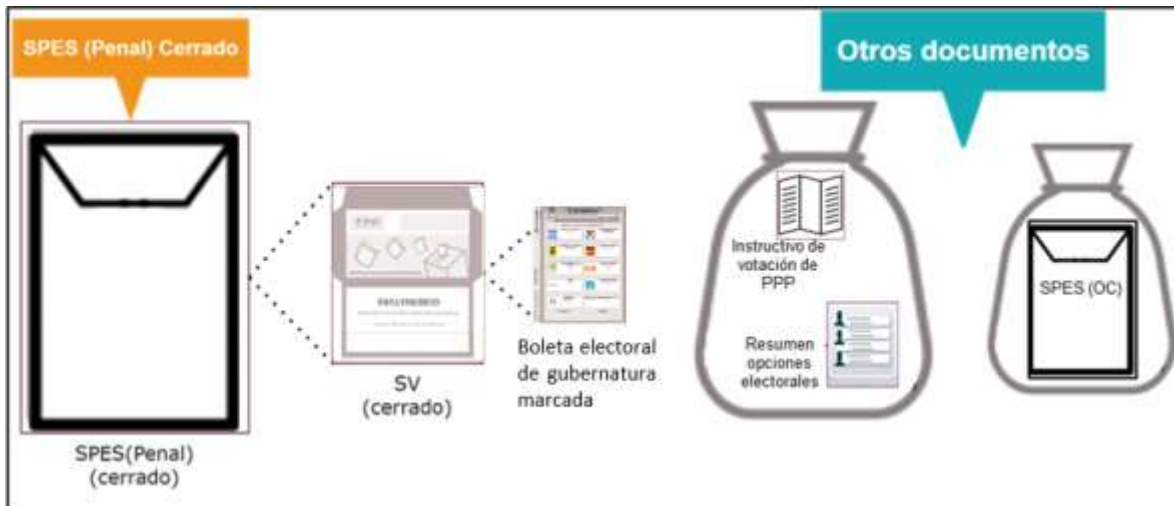 SPES (Penal) Cerrado
Otros documentos
SPES(Penal)
(cerrado)
SV
(cerrado)
Boleta electoral
de gubernatura
marcada
Instructivo de
votación de
PPP
Resumen
opciones
electorales
SPES (OC)